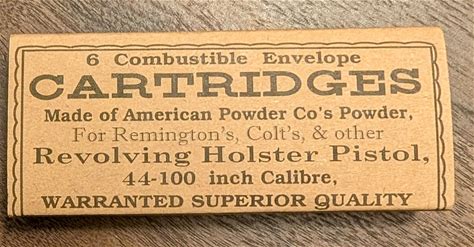 6 Combustible Envelope
CARTRIDGES
Made of American Powder Co's Powder,
For Remington's, Colt's, & other
Revolving Holster Pistol,
44-100 inch Calibre,
WARRANTED SUPERIOR QUALITY